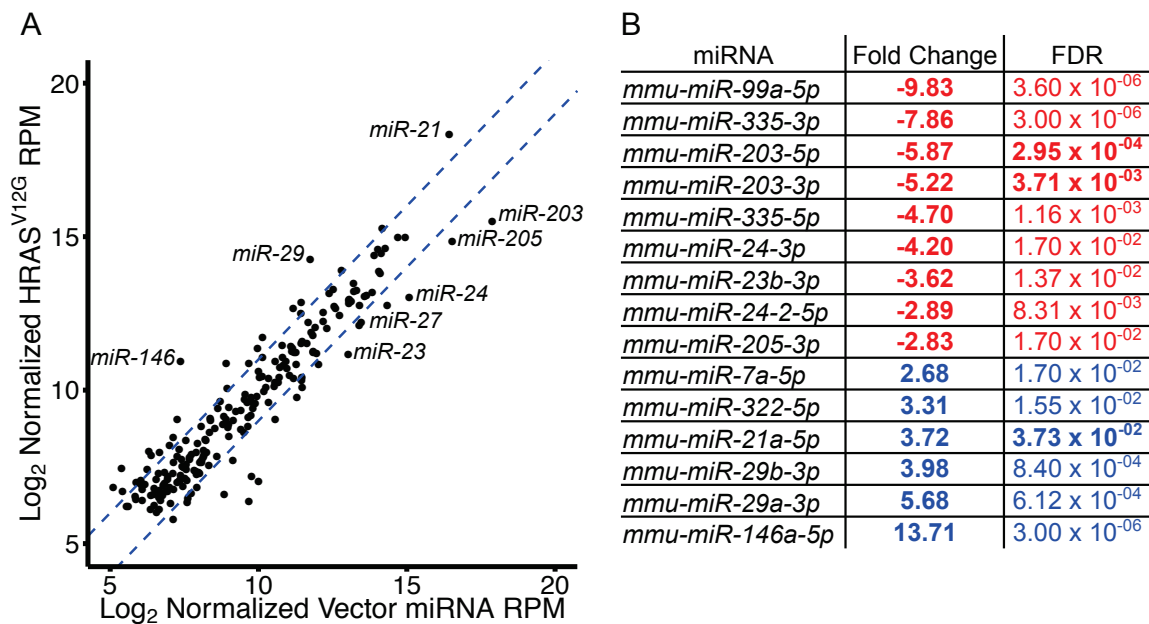 A
Log₂ Normalized HRASⱽ¹²ᴳ RPM
20
15
10
5
miR-21
miR-203
miR-205
miR-29
miR-24
miR-27
miR-146
miR-23
5 10 15 20
Log₂ Normalized Vector miRNA RPM
B
miRNA Fold Change FDR
mmu-miR-99a-5p -9.83 3.60 x 10⁻⁰⁶
mmu-miR-335-3p -7.86 3.00 x 10⁻⁰⁶
mmu-miR-203-5p -5.87 2.95 x 10⁻⁰⁴
mmu-miR-203-3p -5.22 3.71 x 10⁻⁰³
mmu-miR-335-5p -4.70 1.16 x 10⁻⁰³
mmu-miR-24-3p -4.20 1.70 x 10⁻⁰²
mmu-miR-23b-3p -3.62 1.37 x 10⁻⁰²
mmu-miR-24-2-5p -2.89 8.31 x 10⁻⁰³
mmu-miR-205-3p -2.83 1.70 x 10⁻⁰²
mmu-miR-7a-5p 2.68 1.70 x 10⁻⁰²
mmu-miR-322-5p 3.31 1.55 x 10⁻⁰²
mmu-miR-21a-5p 3.72 3.73 x 10⁻⁰²
mmu-miR-29b-3p 3.98 8.40 x 10⁻⁰⁴
mmu-miR-29a-3p 5.68 6.12 x 10⁻⁰⁴
mmu-miR-146a-5p 13.71 3.00 x 10⁻⁰⁶